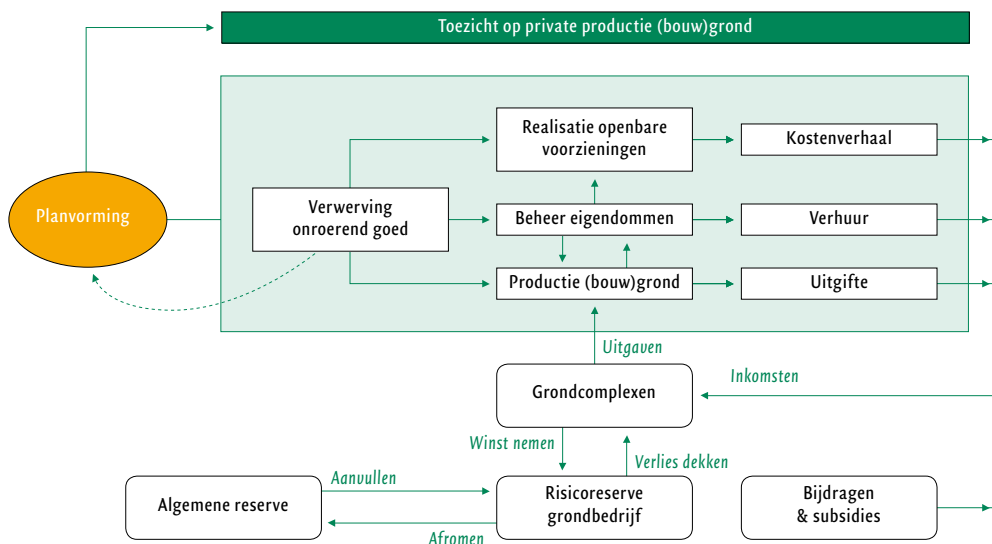 Toezicht op private productie (bouw)grond
Realisatie openbare
voorzieningen
Kostenverhaal
Planvorming
Verwerving
onroerend goed
Beheer eigendommen
Verhuur
Productie (bouw)grond
Uitgifte
Uitgaven
Grondcomplexen
Inkomsten
Winst nemen
Verlies dekken
Aanvullen
Algemene reserve
Risicoreserve
grondbedrijf
Bijdragen
& subsidies
Afromen